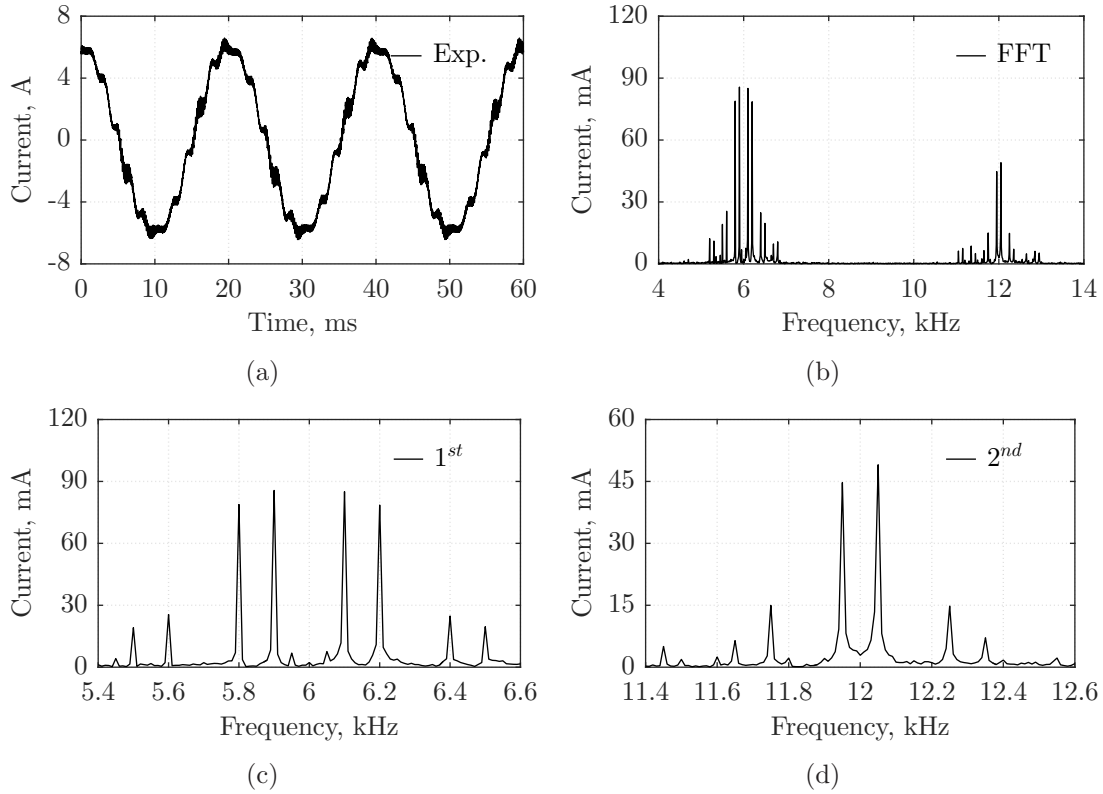 8
4
0
-4
-8
Current, A
Exp.
0 10 20 30 40 50 60
Time, ms
(a)
120
90
60
30
0
Current, mA
FFT
4 6 8 10 12 14
Frequency, kHz
(b)
120
90
60
30
0
Current, mA
1st
5.4 5.6 5.8 6 6.2 6.4 6.6
Frequency, kHz
(c)
60
45
30
15
0
Current, mA
2nd
11.4 11.6 11.8 12 12.2 12.4 12.6
Frequency, kHz
(d)